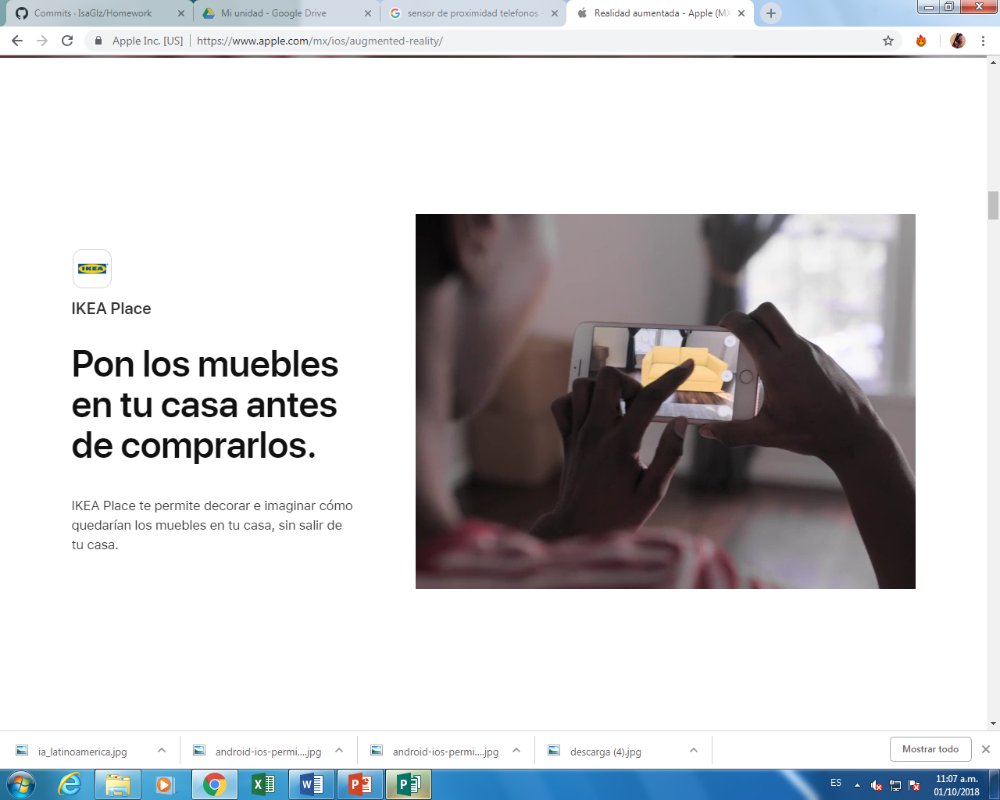 Commits · IsaGlz/Homework
Mi unidad - Google Drive
sensor de proximidad telefonos
Realidad aumentada - Apple (MX
Apple Inc. [US]
https://www.apple.com/mx/ios/augmented-reality/
IKEA
IKEA Place
Pon los muebles
en tu casa antes
de comprarlos.
IKEA Place te permite decorar e imaginar cómo
quedarían los muebles en tu casa, sin salir de
tu casa.
ia_latinoamerica.jpg
android-ios-permi....jpg
android-ios-permi....jpg
descarga (4).jpg
Mostrar todo
ES
11:07 a.m.
01/10/2018